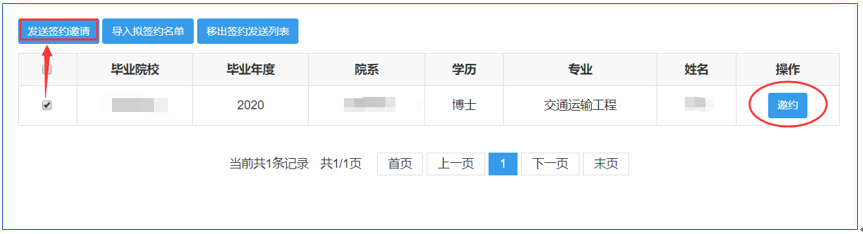 发送签约邀请 导入拟签约名单 移出签约发送列表
毕业院校 毕业年度 院系 学历 专业 姓名 操作
2020 博士 交通运输工程 邀约
当前共1条记录 共1/1页 首页 上一页 1 下一页 末页